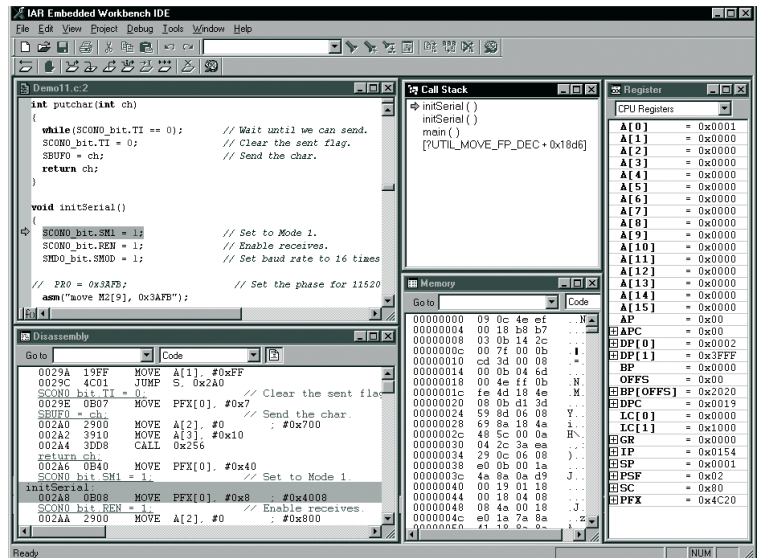 IAR Embedded Workbench IDE
File Edit View Project Debug Tools Window Help
Demo11.c:2
int putchar(int ch)
{
while(SCON0_bit.TI == 0); // Wait until we can send.
SCON0_bit.TI = 0; // Clear the sent flag.
SBUF0 = ch; // Send the char.
return ch;
}
void initSerial()
{
SCON0_bit.SM1 = 1; // Set to Mode 1.
SCON0_bit.REN = 1; // Enable receives.
SMD0_bit.SMOD = 1; // Set baud rate to 16 times
// PR0 = 0x3AFB; // Set the phase for 11520
asm("move M2[9], 0x3AFB");
Disassembly
Go to Code
0029A 19FF MOVE A[1], #0xFF
0029C 4C01 JUMP S, 0x2A0
SCON0_bit.TI = 0; // Clear the sent flag
0029E 0B07 MOVE PFX[0], #0x7
SBUF0 = ch; // Send the char.
002A0 2900 MOVE A[2], #0 ; #0x700
002A2 3910 MOVE A[3], #0x10
002A4 3DD8 CALL 0x256
return ch;
002A6 0B40 MOVE PFX[0], #0x40
SCON0_bit.SM1 = 1; // Set to Mode 1.
initSerial:
002A8 0B08 MOVE PFX[0], #0x8 ; #0x4008
SCON0_bit.REN = 1; // Enable receives.
002AA 2900 MOVE A[2], #0 ; #0x800
Call Stack
initSerial ( )
initSerial ( )
main ( )
[?UTIL_MOVE_FP_DEC + 0x18d6]
Memory
Go to Code
00000000 09 0c 4e ef ..N.
00000004 00 18 b8 b7
00000008 03 0b 14 2c
0000000c 00 7f 00 0b
00000010 cd 3d 00 08 .=..
00000014 00 0b 04 6d
00000018 00 4e ff 0b .N.
0000001c fe 4d 18 4e .M.
00000020 08 0b d1 3d
00000024 59 8d 06 08 Y..
00000028 69 8a 18 4a i..
0000002c 48 5c 00 0a H\.
00000030 04 2c 3a ea
00000034 29 0c 06 08 )..
00000038 e0 0b 00 1a
0000003c 4a 8a 0a d9 J..
00000040 00 19 01 18
00000044 00 18 04 08
00000048 08 4a 00 18 .J.
0000004c e0 1a 7a 8a ..z
Register
CPU Registers
A[0] = 0x0001
A[1] = 0x0000
A[2] = 0x0000
A[3] = 0x0000
A[4] = 0x0000
A[5] = 0x0000
A[6] = 0x0000
A[7] = 0x0000
A[8] = 0x0000
A[9] = 0x0000
A[10] = 0x0000
A[11] = 0x0000
A[12] = 0x0000
A[13] = 0x0000
A[14] = 0x0000
A[15] = 0x0000
AP = 0x00
APC = 0x00
DP[0] = 0x0002
DP[1] = 0x3FFF
BP = 0x0000
OFFS = 0x00
BP[OFFS] = 0x2020
DPC = 0x0019
LC[0] = 0x0000
LC[1] = 0x1000
GR = 0x0000
IP = 0x0154
SP = 0x0001
PSF = 0x02
SC = 0x80
PFX = 0x4C20
Ready NUM